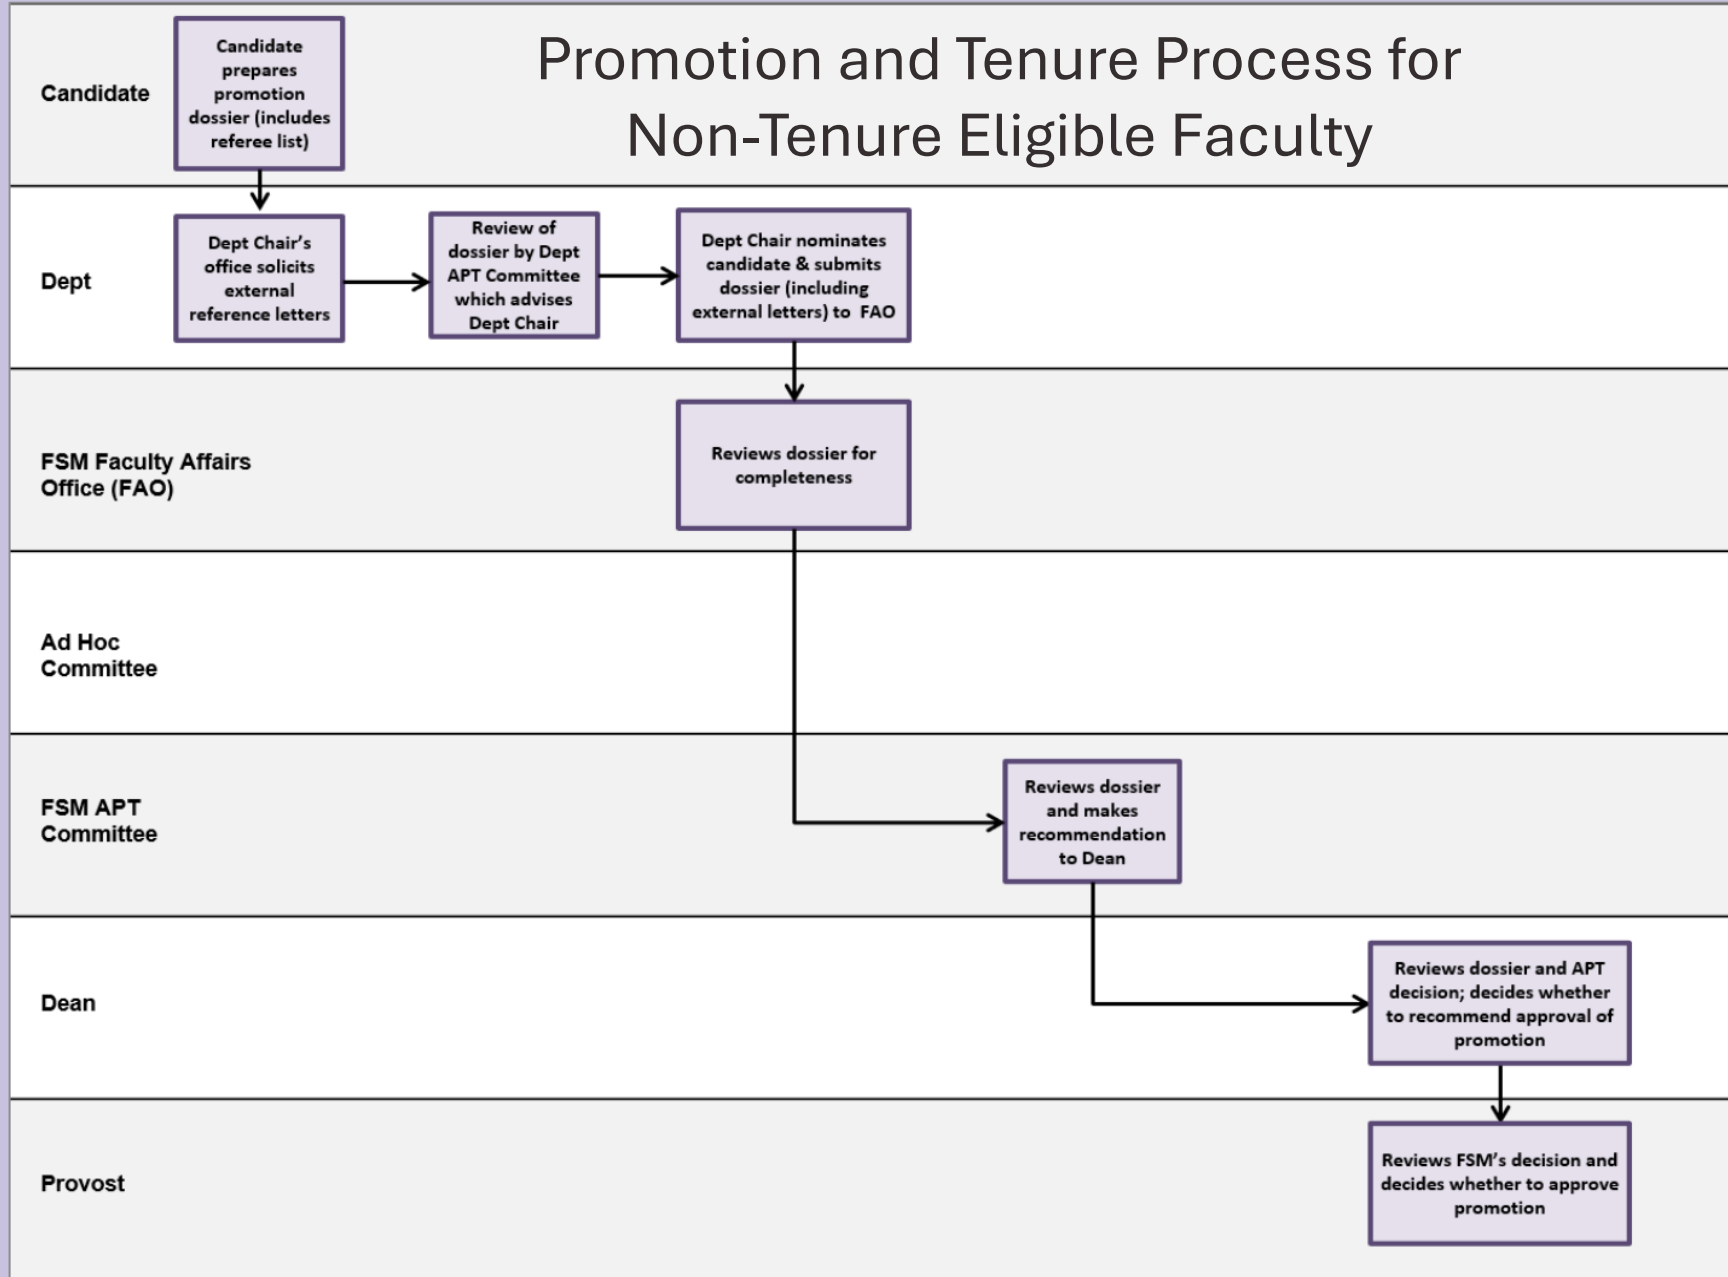 Promotion and Tenure Process for
Non-Tenure Eligible Faculty
Candidate
Candidate
prepares
promotion
dossier (includes
referee list)
Dept
Dept Chair’s
office solicits
external
reference letters
Review of
dossier by Dept
APT Committee
which advises
Dept Chair
Dept Chair nominates
candidate & submits
dossier (including
external letters) to FAO
FSM Faculty Affairs
Office (FAO)
Reviews dossier for
completeness
Ad Hoc
Committee
FSM APT
Committee
Reviews dossier
and makes
recommendation
to Dean
Dean
Reviews dossier and APT
decision; decides whether
to recommend approval of
promotion
Provost
Reviews FSM’s decision and
decides whether to approve
promotion